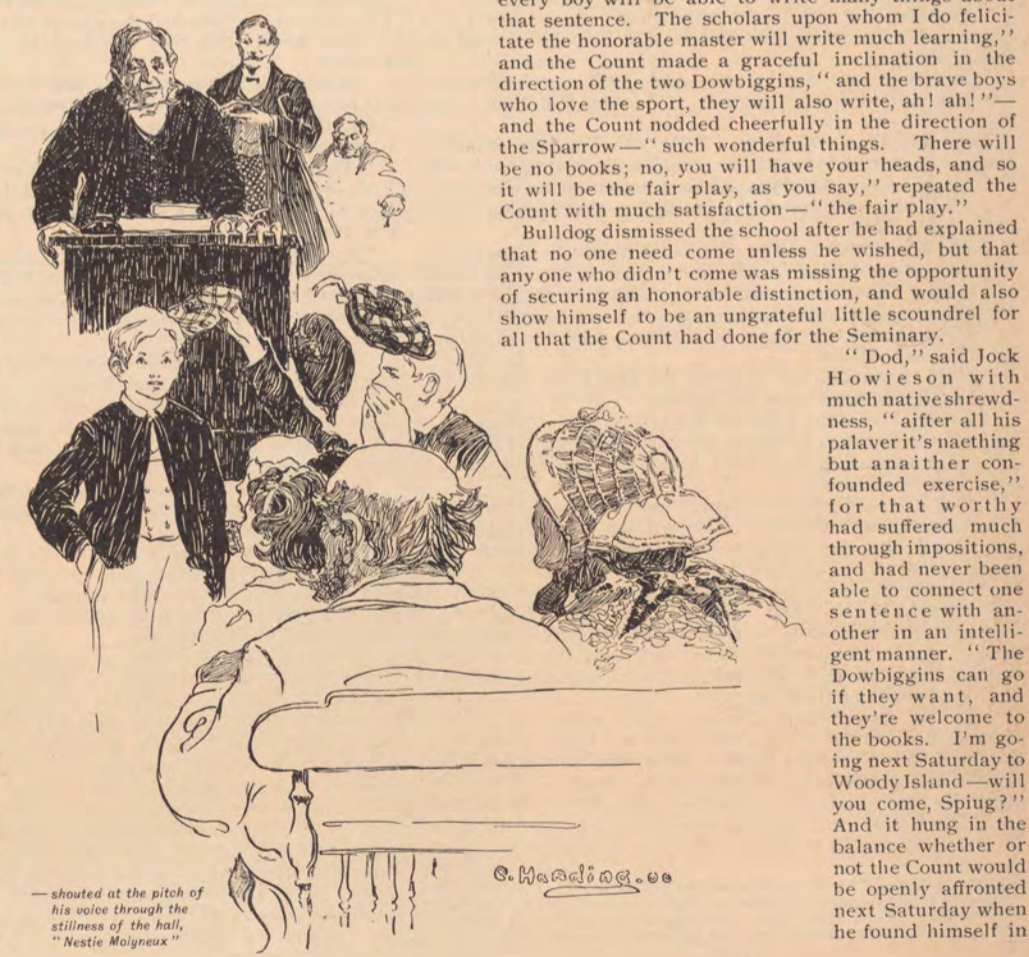 every boy will be able to write many things about
that sentence. The scholars upon whom I do felici-
tate the honorable master will write much learning,''
and the Count made a graceful inclination in the
direction of the two Dowbiggins, "and the brave boys
who love the sport, they will also write, ah! ah!"—
and the Count nodded cheerfully in the direction of
the Sparrow—"such wonderful things. There will
be no books; no, you will have your heads, and so
it will be the fair play, as you say," repeated the
Count with much satisfaction—"the fair play."
Bulldog dismissed the school after he had explained
that no one need come unless he wished, but that
any one who didn't come was missing the opportunity
of securing an honorable distinction, and would also
show himself to be an ungrateful little scoundrel for
all that the Count had done for the Seminary.
"Dod," said Jock
Howieson with
much native shrewd-
ness, "aifter all his
palaver it's naething
but anaither con-
founded exercise,"
for that worthy
had suffered much
through impositions,
and had never been
able to connect one
sentence with an-
other in an intelli-
gent manner. "The
Dowbiggins can go
if they want, and
they're welcome to
the books. I'm go-
ing next Saturday to
Woody Island—will
you come, Spiug?"
And it hung in the
balance whether or
not the Count would
be openly affronted
next Saturday when
he found himself in
— shouted at the pitch of
his voice through the
stillness of the hall,
"Nestie Molyneux"
G. Harding. 00